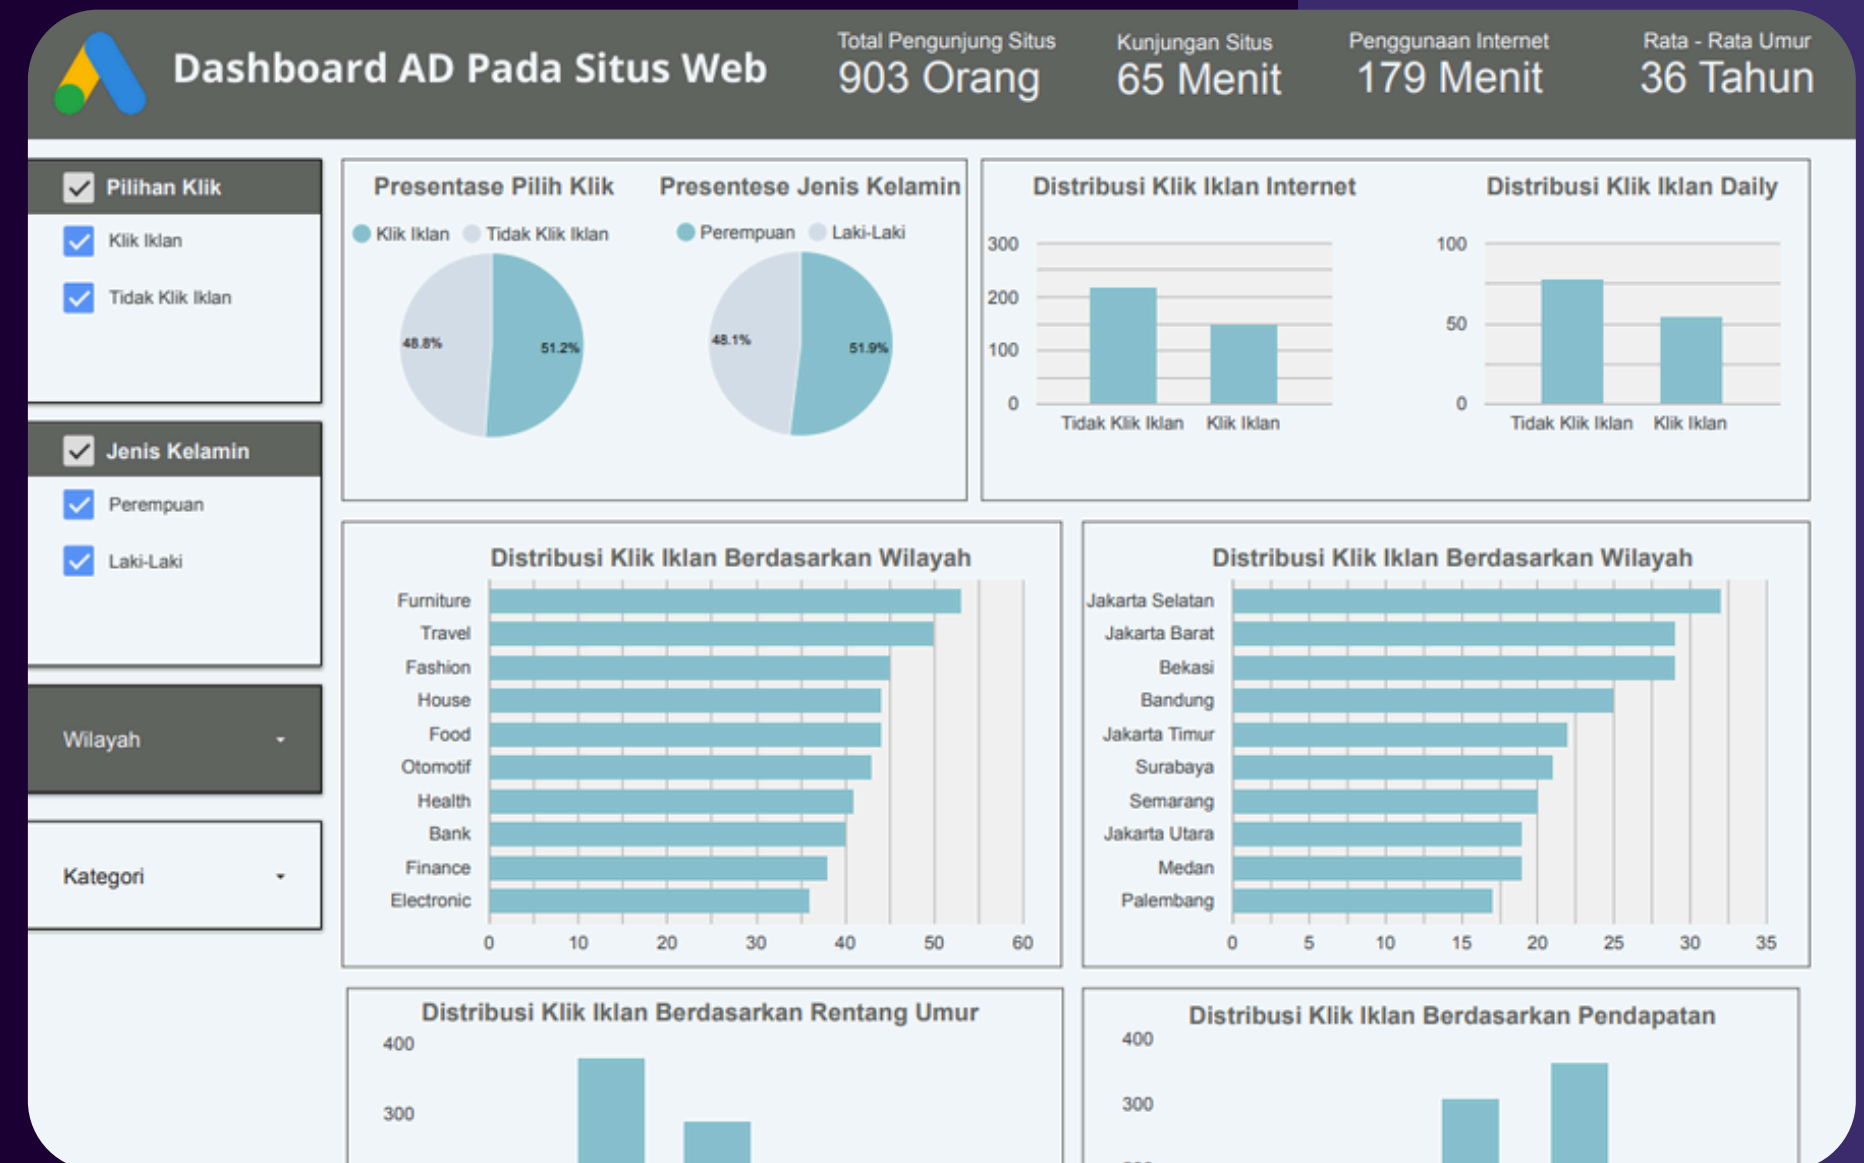 Dashboard AD Pada Situs Web
Total Pengunjung Situs
903 Orang
Kunjungan Situs
65 Menit
Penggunaan Internet
179 Menit
Rata - Rata Umur
36 Tahun
Pilihan Klik
Klik Iklan
Tidak Klik Iklan
Jenis Kelamin
Perempuan
Laki-Laki
Wilayah
Kategori
Presentase Pilih Klik
Klik Iklan Tidak Klik Iklan
48.8%
51.2%
Presentese Jenis Kelamin
Perempuan Laki-Laki
48.1%
51.9%
Distribusi Klik Iklan Internet
300
200
100
0
Tidak Klik Iklan Klik Iklan
Distribusi Klik Iklan Daily
100
50
0
Tidak Klik Iklan Klik Iklan
Distribusi Klik Iklan Berdasarkan Wilayah
Furniture
Travel
Fashion
House
Food
Otomotif
Health
Bank
Finance
Electronic
0 10 20 30 40 50 60
Distribusi Klik Iklan Berdasarkan Wilayah
Jakarta Selatan
Jakarta Barat
Bekasi
Bandung
Jakarta Timur
Surabaya
Semarang
Jakarta Utara
Medan
Palembang
0 5 10 15 20 25 30 35
Distribusi Klik Iklan Berdasarkan Rentang Umur
400
300
Distribusi Klik Iklan Berdasarkan Pendapatan
400
300